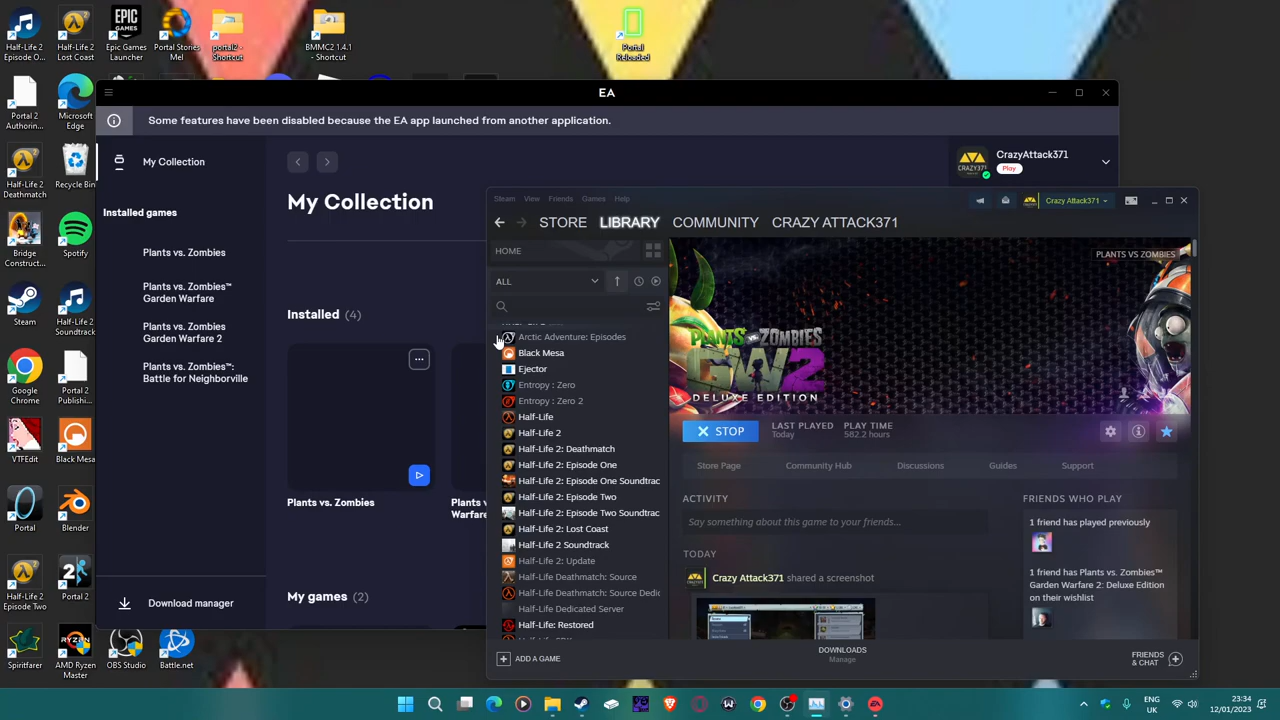 Half-Life 2
Episode O...
Half-Life 2
Lost Coast
Epic Games
Launcher
Portal Stories
Mel
portal2 -
Shortcut
BMMC2 1.4.1
- Shortcut
Portal
Reloaded
Portal 2
Authorin...
Microsoft
Edge
Half-Life 2
Deathmatch
Recycle Bin
Bridge
Construc...
Spotify
Steam
Half-Life 2
Soundtrack
Google
Chrome
Portal 2
VTFEdit
Black Mesa
Portal
Blender
Half-Life 2
Episode Two
Portal 2
Spiritfarer
AMD Ryzen
Master
OBS Studio
Battle.net
EA
Some features have been disabled because the EA app launched from another application.
My Collection
CrazyAttack371
Play
Installed games
My Collection
Plants vs. Zombies
Plants vs. Zombies™
Garden Warfare
Plants vs. Zombies
Garden Warfare 2
Plants vs. Zombies™:
Battle for Neighborville
Installed (4)
Plants vs. Zombies
Plants v
Warfare
My games (2)
Download manager
Steam View Friends Games Help
Crazy Attack371
STORE LIBRARY COMMUNITY CRAZY ATTACK371
HOME
ALL
Arctic Adventure: Episodes
Black Mesa
Ejector
Entropy : Zero
Entropy : Zero 2
Half-Life
Half-Life 2
Half-Life 2: Deathmatch
Half-Life 2: Episode One
Half-Life 2: Episode One Soundtrac
Half-Life 2: Episode Two
Half-Life 2: Episode Two Soundtrac
Half-Life 2: Lost Coast
Half-Life 2 Soundtrack
Half-Life 2: Update
Half-Life Deathmatch: Source
Half-Life Deathmatch: Source Dedic
Half-Life Dedicated Server
Half-Life: Restored
ADD A GAME
PLANTS VS ZOMBIES
PLANTS VS ZOMBIES
GW2
DELUXE EDITION
STOP
LAST PLAYED
Today
PLAY TIME
582.2 hours
Store Page Community Hub Discussions Guides Support
ACTIVITY
Say something about this game to your friends...
TODAY
Crazy Attack371 shared a screenshot
FRIENDS WHO PLAY
1 friend has played previously
1 friend has Plants vs. Zombies™
Garden Warfare 2: Deluxe Edition
on their wishlist
DOWNLOADS
Manage
FRIENDS
& CHAT
ENG
UK
23:34
12/01/2023